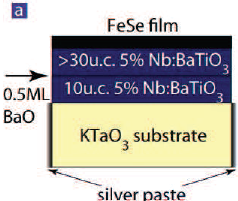 a
FeSe film
>30u.c. 5% Nb:BaTiO3
0.5ML
BaO
10u.c. 5% Nb:BaTiO3
KTaO3 substrate
silver paste